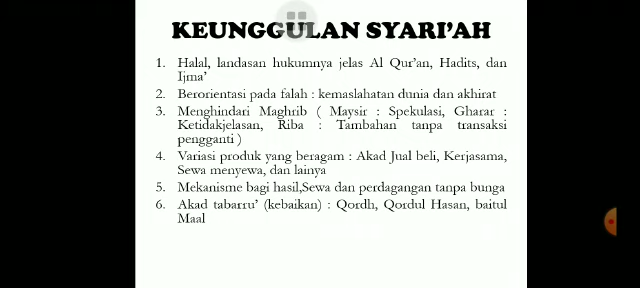 KEUNGGULAN SYARI'AH
1. Halal, landasan hukumnya jelas Al Qur'an, Hadits, dan
Ijma'
2. Berorientasi pada falah : kemaslahatan dunia dan akhirat
3. Menghindari Maghrib ( Maysir : Spekulasi, Gharar :
Ketidakjelasan, Riba : Tambahan tanpa transaksi
pengganti )
4. Variasi produk yang beragam : Akad Jual beli, Kerjasama,
Sewa menyewa, dan lainya
5. Mekanisme bagi hasil,Sewa dan perdagangan tanpa bunga
6. Akad tabarru' (kebaikan) : Qordh, Qordul Hasan, baitul
Maal